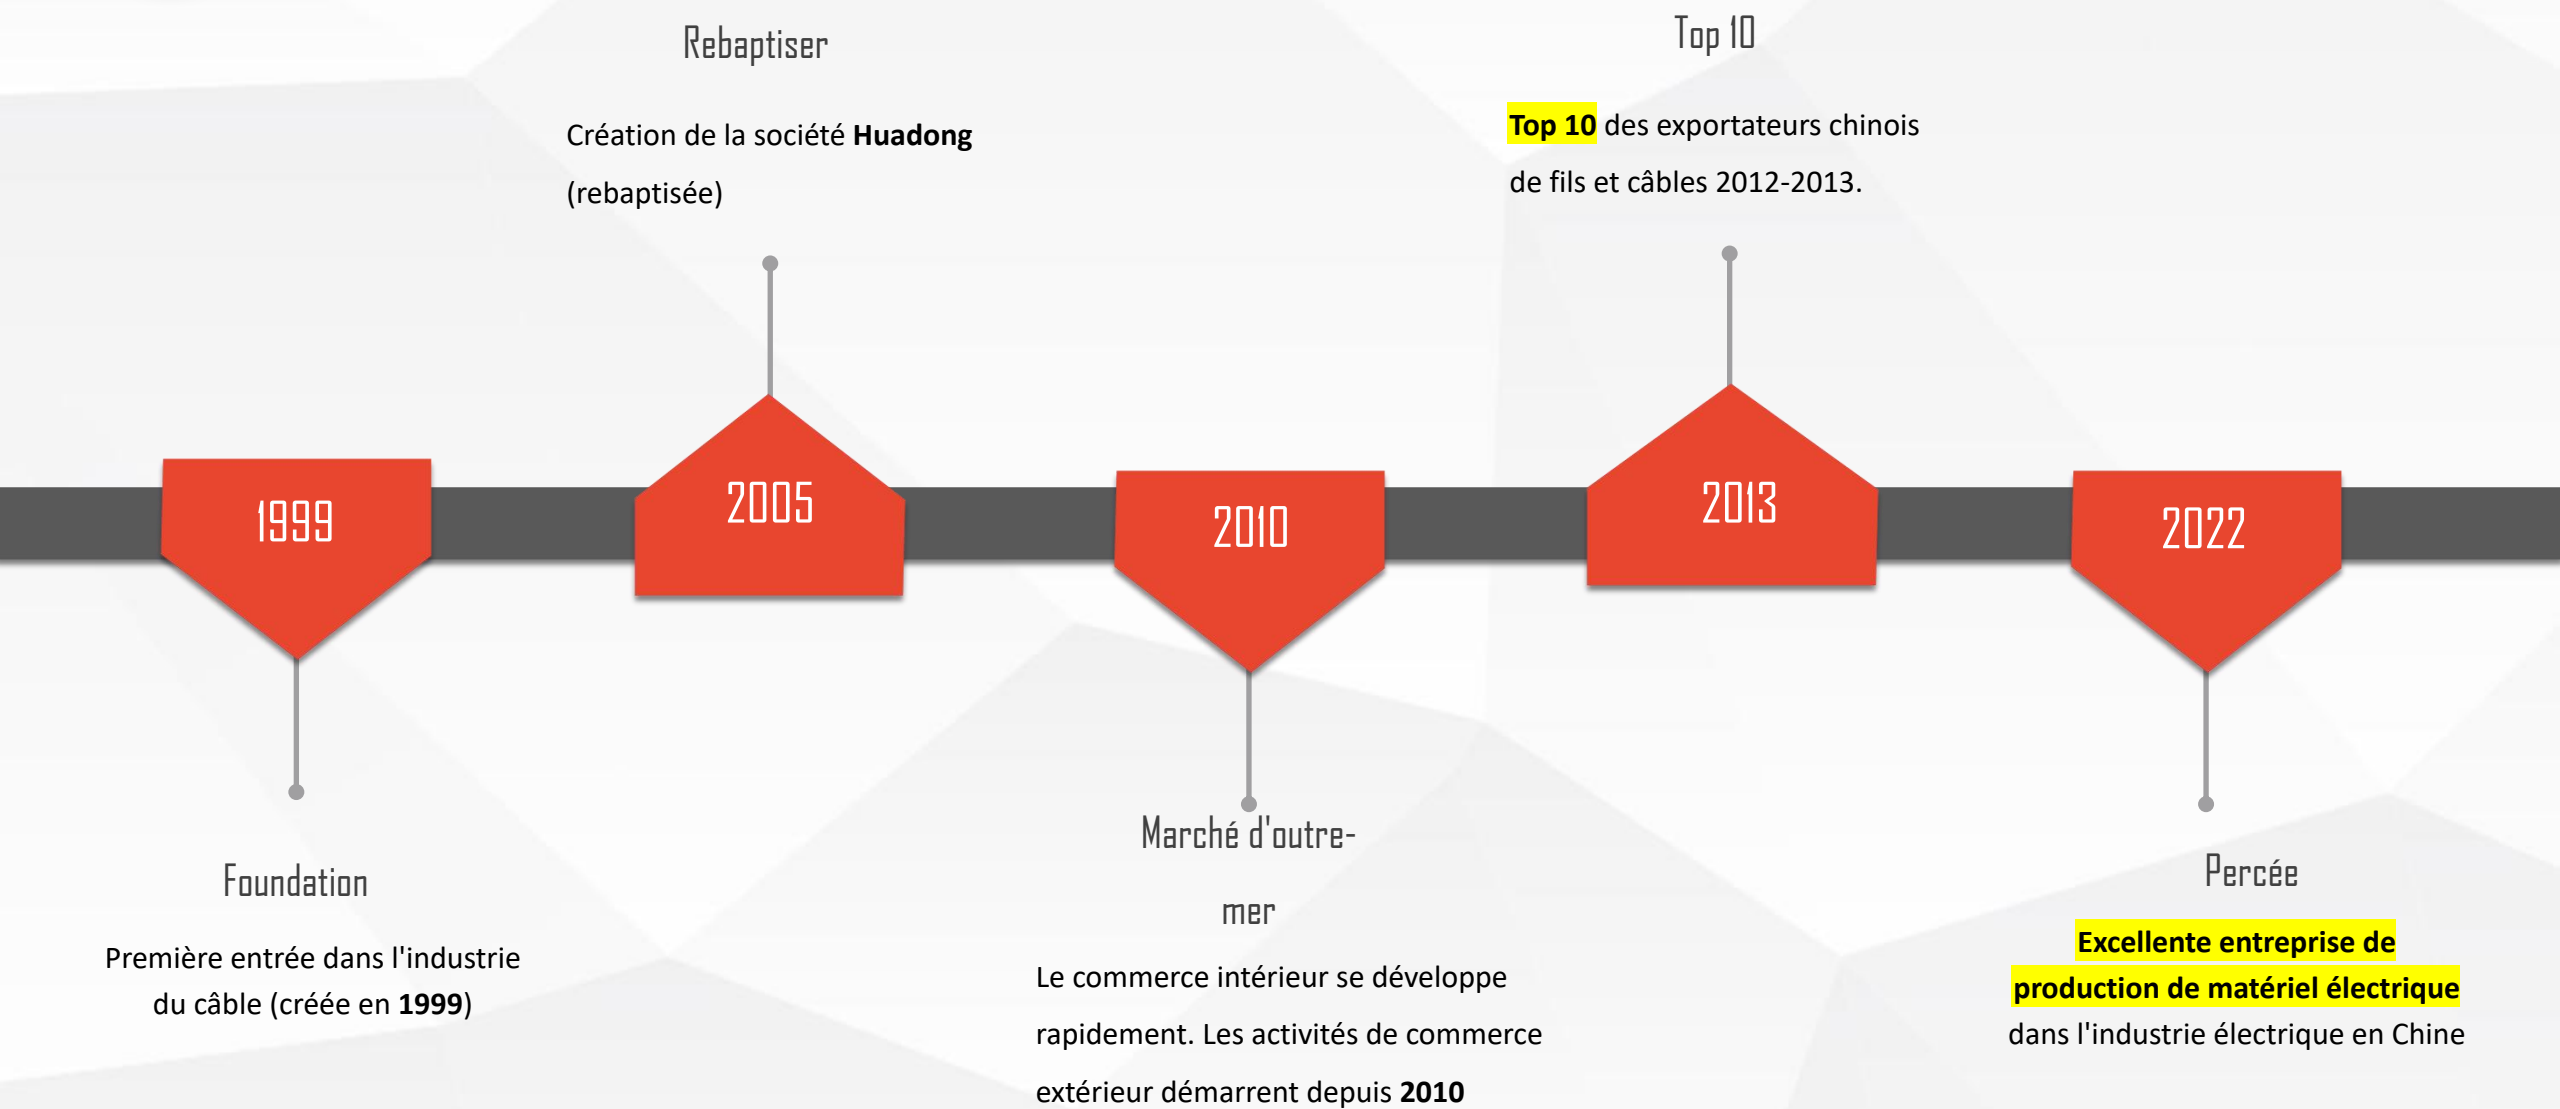 Rebaptiser
Création de la société Huadong
(rebaptisée)
Top 10
Top 10 des exportateurs chinois
de fils et câbles 2012-2013.
1999
2005
2010
2013
2022
Foundation
Première entrée dans l'industrie
du câble (créée en 1999)
Marché d'outre-
mer
Le commerce intérieur se développe
rapidement. Les activités de commerce
extérieur démarrent depuis 2010
Percée
Excellente entreprise de
production de matériel électrique
dans l'industrie électrique en Chine